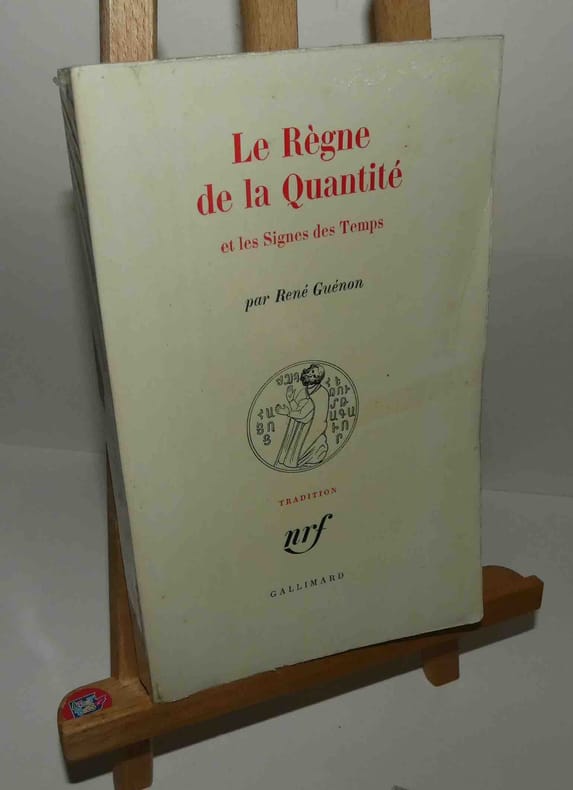 Le Règne
de la Quantité
et les Signes des Temps
par René Guénon
TRADITION
nrf
GALLIMARD